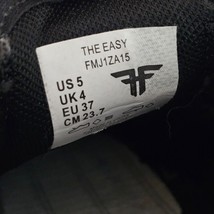 THE EASY
FMJ1ZA15
US 5
UK 4
EU 37
CM 23.7